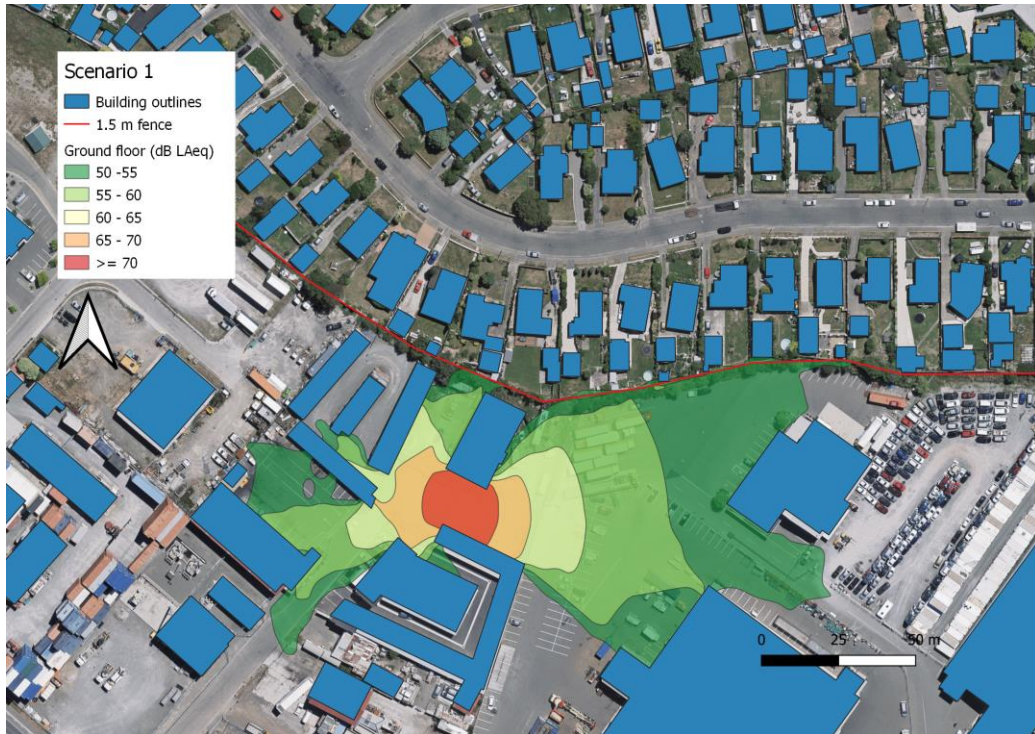 Scenario 1
Building outlines
1.5 m fence
Ground floor (dB LAeq)
50 -55
55 - 60
60 - 65
65 - 70
>= 70
0 25 50 m